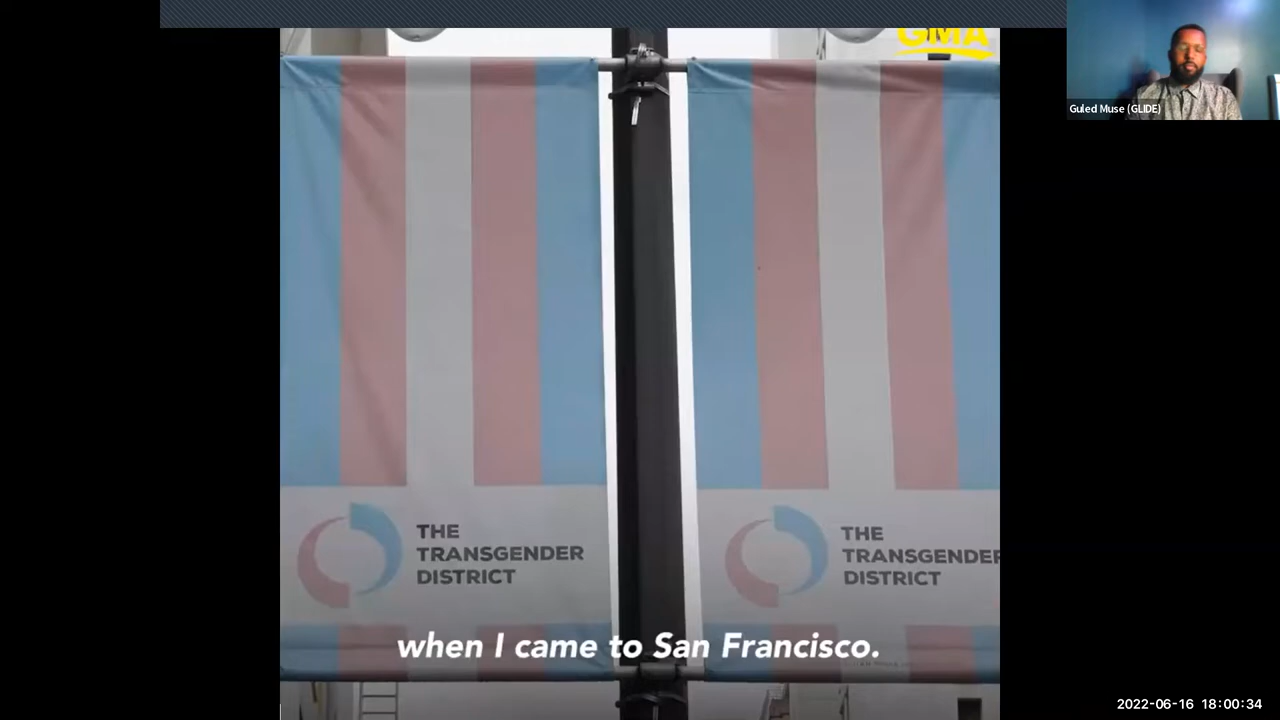 GMA
Guled Muse (GLIDE)
THE
TRANSGENDER
DISTRICT
THE
TRANSGENDER
DISTRICT
when I came to San Francisco.
2022-06-16 18:00:34